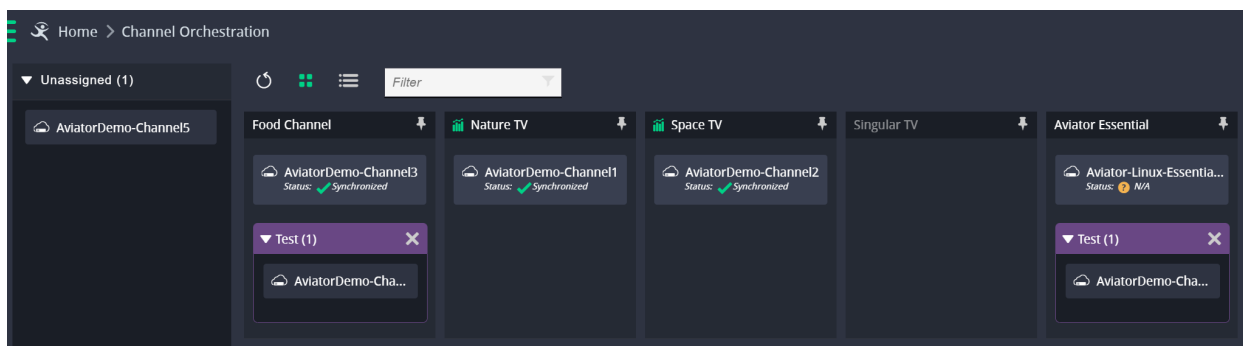 Home > Channel Orchestration
Unassigned (1)
Filter
AviatorDemo-Channel5
Food Channel
Nature TV
Space TV
Singular TV
Aviator Essential
AviatorDemo-Channel3
Status: Synchronized
AviatorDemo-Channel1
Status: Synchronized
AviatorDemo-Channel2
Status: Synchronized
Aviator-Linux-Essentia...
Status: ? N/A
Test (1)
AviatorDemo-Cha...
Test (1)
AviatorDemo-Cha...